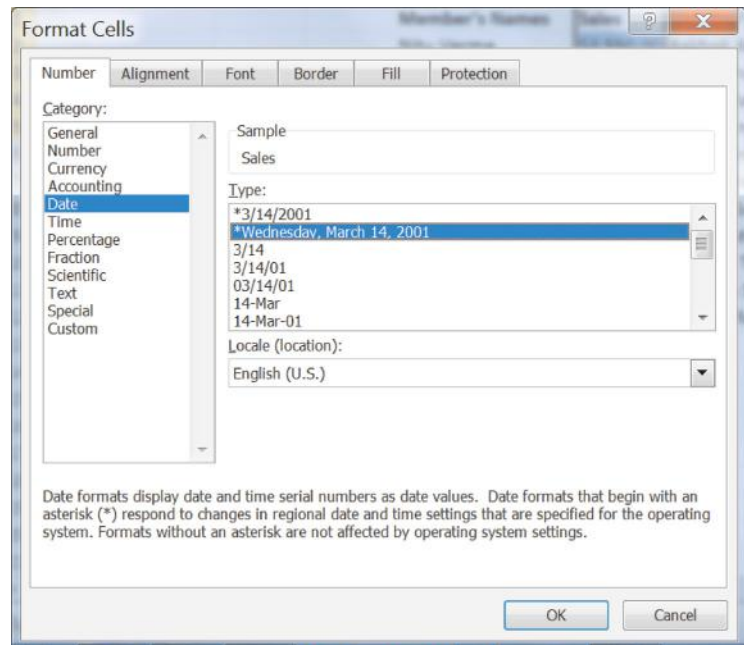 Member's Names Sales
Format Cells
Number Alignment Font Border Fill Protection
Category:
General
Number
Currency
Accounting
Date
Time
Percentage
Fraction
Scientific
Text
Special
Custom
Sample
Sales
Type:
*3/14/2001
*Wednesday, March 14, 2001
3/14
3/14/01
03/14/01
14-Mar
14-Mar-01
Locale (location):
English (U.S.)
Date formats display date and time serial numbers as date values.  Date formats that begin with an
asterisk (*) respond to changes in regional date and time settings that are specified for the operating
system. Formats without an asterisk are not affected by operating system settings.
OK Cancel